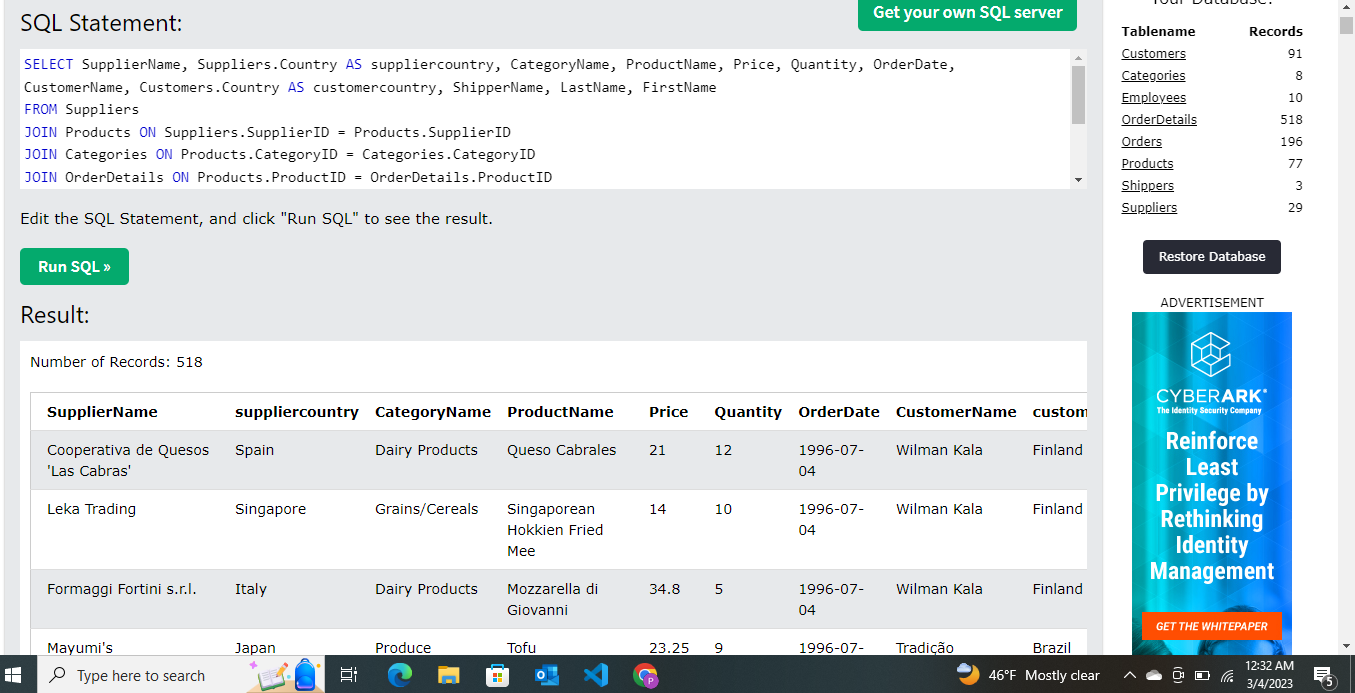 SQL Statement:
Get your own SQL server
SELECT SupplierName, Suppliers.Country AS suppliercountry, CategoryName, ProductName, Price, Quantity, OrderDate,
CustomerName, Customers.Country AS customercountry, ShipperName, LastName, FirstName
FROM Suppliers
JOIN Products ON Suppliers.SupplierID = Products.SupplierID
JOIN Categories ON Products.CategoryID = Categories.CategoryID
JOIN OrderDetails ON Products.ProductID = OrderDetails.ProductID
Edit the SQL Statement, and click "Run SQL" to see the result.
Run SQL »
Result:
Number of Records: 518
SupplierName suppliercountry CategoryName ProductName Price Quantity OrderDate CustomerName custom
Cooperativa de Quesos Spain Dairy Products Queso Cabrales 21 12 1996-07- Wilman Kala Finland
'Las Cabras' 04
Leka Trading Singapore Grains/Cereals Singaporean 14 10 1996-07- Wilman Kala Finland
Hokkien Fried 04
Mee
Formaggi Fortini s.r.l. Italy Dairy Products Mozzarella di 34.8 5 1996-07- Wilman Kala Finland
Giovanni 04
Mayumi's Japan Produce Tofu 23.25 9 1996-07- Tradição Brazil
Your Database:
Tablename Records
Customers 91
Categories 8
Employees 10
OrderDetails 518
Orders 196
Products 77
Shippers 3
Suppliers 29
Restore Database
ADVERTISEMENT
CYBERARK®
The Identity Security Company
Reinforce
Least
Privilege by
Rethinking
Identity
Management
GET THE WHITEPAPER
Type here to search
P
46°F Mostly clear
12:32 AM
3/4/2023
5